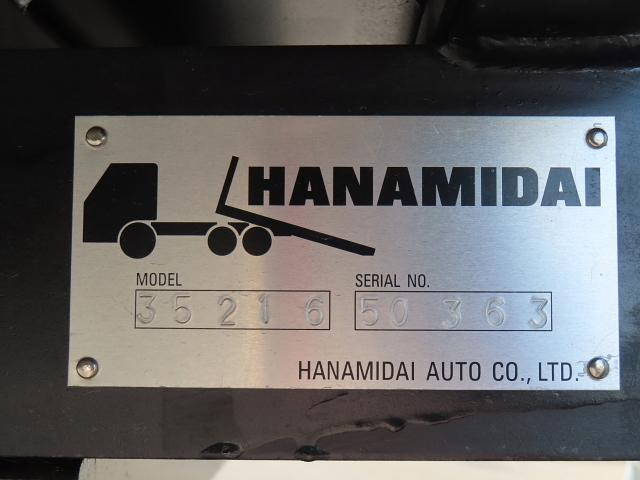 HANAMIDAI
MODEL SERIAL NO.
35216 50363
HANAMIDAI AUTO CO., LTD.